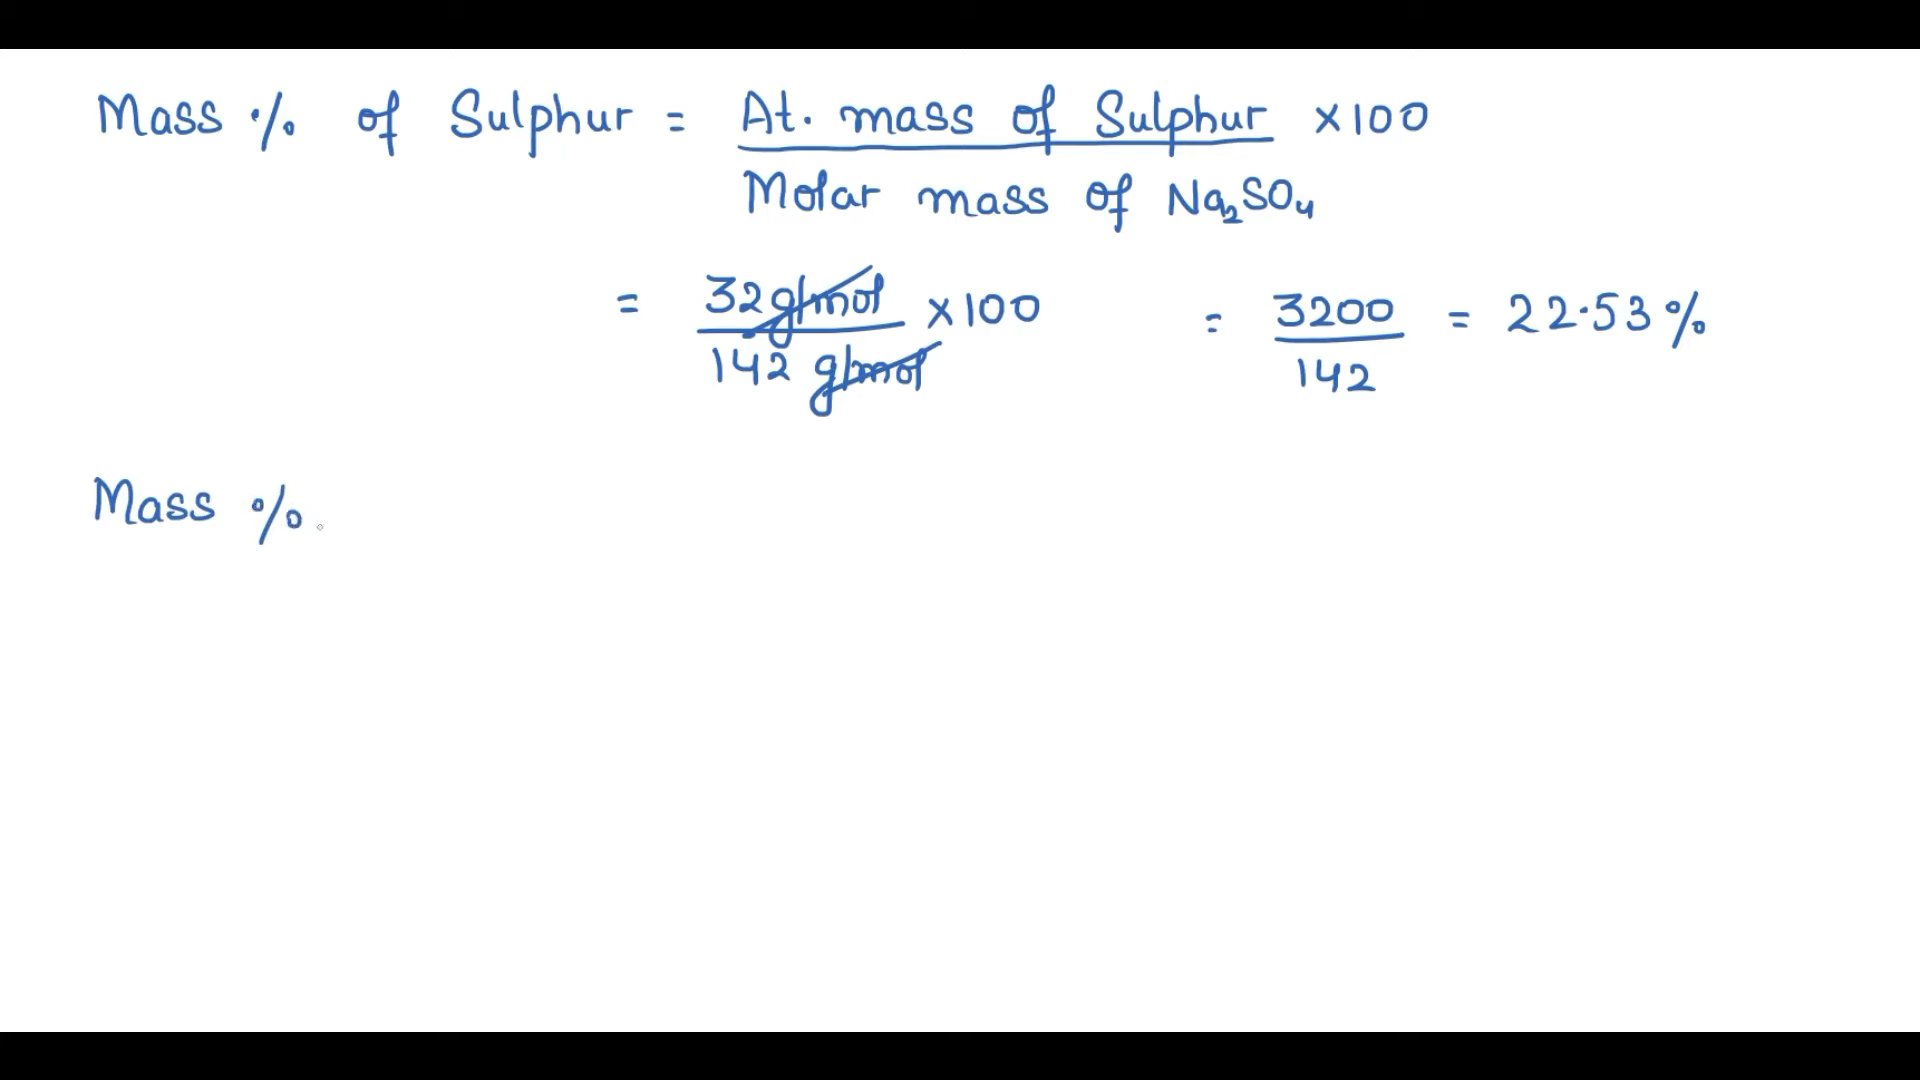 Mass % of Sulphur = At. mass of Sulphur ×100
Molar mass of Na₂SO₄
= 32g/mol ×100 = 3200 = 22.53%
142 g/mol 142
Mass %.